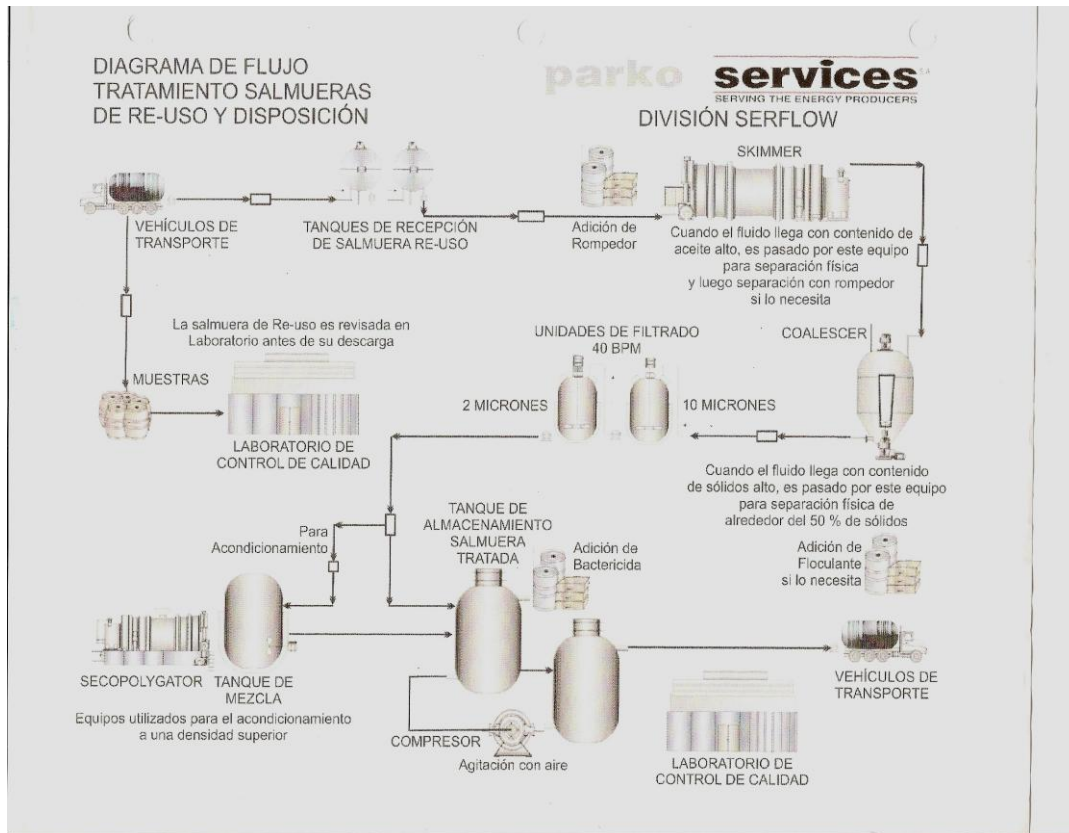 DIAGRAMA DE FLUJO
TRATAMIENTO SALMUERAS
DE RE-USO Y DISPOSICIÓN
parko services
SERVING THE ENERGY PRODUCERS
DIVISIÓN SERFLOW
SKIMMER
VEHÍCULOS DE
TRANSPORTE
TANQUES DE RECEPCIÓN
DE SALMUERA RE-USO
Adición de
Rompedor
Cuando el fluido llega con contenido de
aceite alto, es pasado por este equipo
para separación física
y luego separación con rompedor
si lo necesita
La salmuera de Re-uso es revisada en
Laboratorio antes de su descarga
UNIDADES DE FILTRADO
40 BPM
COALESCER
MUESTRAS
2 MICRONES
10 MICRONES
LABORATORIO DE
CONTROL DE CALIDAD
Cuando el fluido llega con contenido
de sólidos alto, es pasado por este equipo
para separación física de
alrededor del 50 % de sólidos
TANQUE DE
ALMACENAMIENTO
SALMUERA
TRATADA
Para
Acondicionamiento
Adición de
Bactericida
Adición de
Floculante
si lo necesita
SECOPOLYGATOR
TANQUE DE
MEZCLA
Equipos utilizados para el acondicionamiento
a una densidad superior
COMPRESOR
Agitación con aire
VEHÍCULOS DE
TRANSPORTE
LABORATORIO DE
CONTROL DE CALIDAD